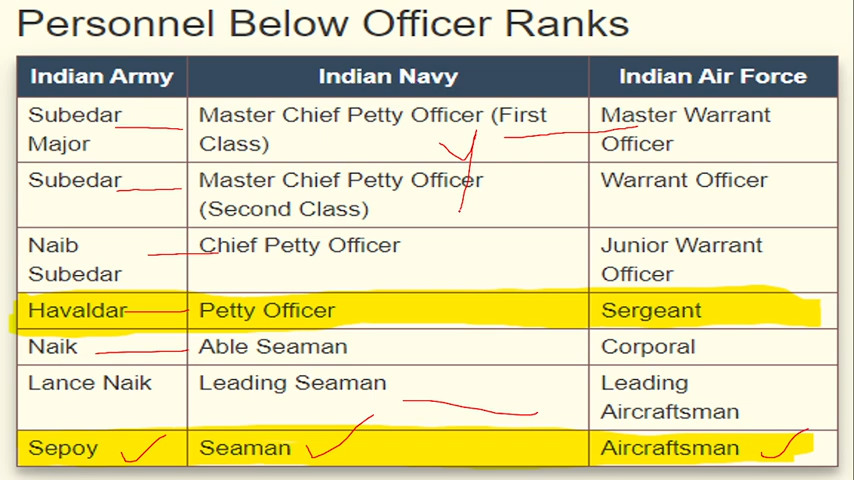 Personnel Below Officer Ranks
Indian Army Indian Navy Indian Air Force
Subedar Master Chief Petty Officer (First Master Warrant
Major Class) Officer
Subedar Master Chief Petty Officer Warrant Officer
(Second Class)
Naib Chief Petty Officer Junior Warrant
Subedar Officer
Havaldar Petty Officer Sergeant
Naik Able Seaman Corporal
Lance Naik Leading Seaman Leading
Aircraftsman
Sepoy Seaman Aircraftsman